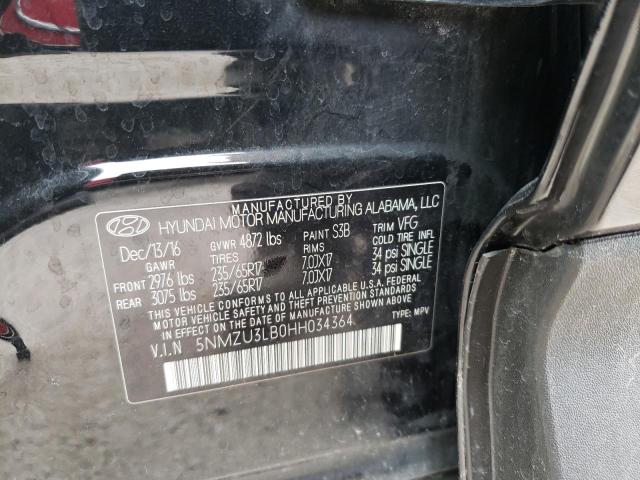 MANUFACTURED BY
HYUNDAI MOTOR MANUFACTURING ALABAMA, LLC
Dec/13/16 GVWR 4872 lbs PAINT S3B TRIM VFG
GAWR TIRES RIMS COLD TIRE INFL
FRONT 2976 lbs 235/65R17 7.0JX17 34 psi SINGLE
REAR 3075 lbs 235/65R17 7.0JX17 34 psi SINGLE
THIS VEHICLE CONFORMS TO ALL APPLICABLE U.S.A FEDERAL
MOTOR VEHICLE SAFETY AND THEFT PREVENTION STANDARDS IN
EFFECT ON THE DATE OF MANUFACTURE SHOWN ABOVE.
V.I.N 5NMZU3LB0HH034364 TYPE: MPV